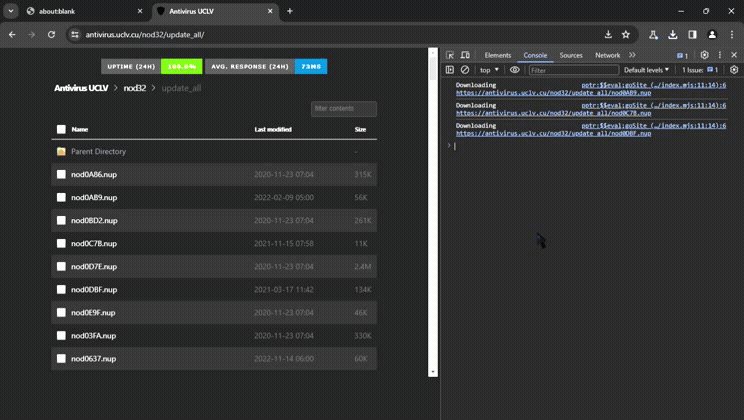 about:blank
Antivirus UCLV
antivirus.uclv.cu/nod32/update_all/
UPTIME (24H) 100.0% AVG. RESPONSE (24H) 73MS
Antivirus UCLV nod32 update_all
filter contents
Name Last modified Size
Parent Directory -
nod0A86.nup 2020-11-23 07:04 315K
nod0AB9.nup 2022-02-09 05:00 56K
nod0BD2.nup 2020-11-23 07:04 261K
nod0C7B.nup 2021-11-15 07:58 11K
nod0D7E.nup 2020-11-23 07:04 2.4M
nod0DBF.nup 2021-03-17 11:42 134K
nod0E9F.nup 2020-11-23 07:04 46K
nod03FA.nup 2020-11-23 07:04 330K
nod0637.nup 2022-11-14 06:00 60K
Elements Console Sources Network 1
top Filter Default levels 1 Issue: 1
Downloading pptr:$$eval;goSite (…/index.mjs:11:14):6
https://antivirus.uclv.cu/nod32/update_all/nod0AB9.nup
Downloading pptr:$$eval;goSite (…/index.mjs:11:14):6
https://antivirus.uclv.cu/nod32/update_all/nod0C7B.nup
Downloading pptr:$$eval;goSite (…/index.mjs:11:14):6
https://antivirus.uclv.cu/nod32/update_all/nod0DBF.nup